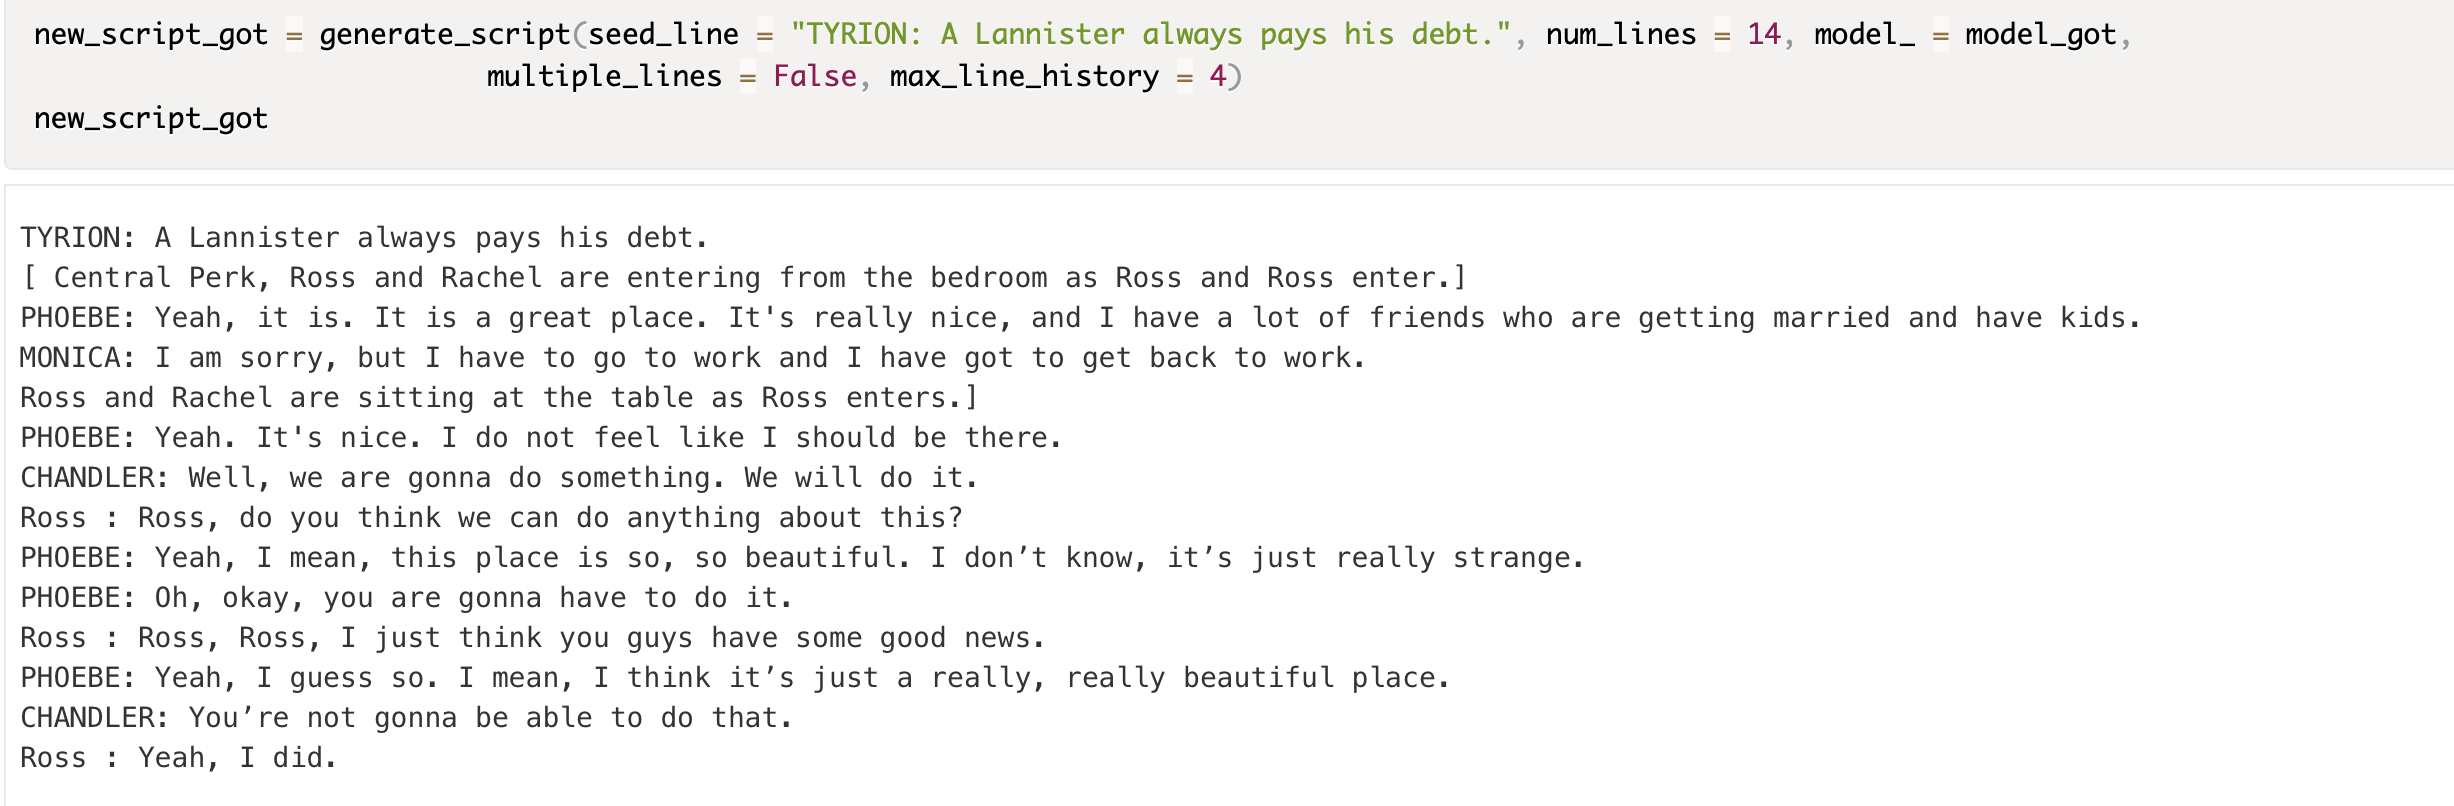 new_script_got = generate_script(seed_line = "TYRION: A Lannister always pays his debt.", num_lines = 14, model_ = model_got,
multiple_lines = False, max_line_history = 4)
new_script_got
TYRION: A Lannister always pays his debt.
[ Central Perk, Ross and Rachel are entering from the bedroom as Ross and Ross enter.]
PHOEBE: Yeah, it is. It is a great place. It's really nice, and I have a lot of friends who are getting married and have kids.
MONICA: I am sorry, but I have to go to work and I have got to get back to work.
Ross and Rachel are sitting at the table as Ross enters.]
PHOEBE: Yeah. It's nice. I do not feel like I should be there.
CHANDLER: Well, we are gonna do something. We will do it.
Ross : Ross, do you think we can do anything about this?
PHOEBE: Yeah, I mean, this place is so, so beautiful. I don’t know, it’s just really strange.
PHOEBE: Oh, okay, you are gonna have to do it.
Ross : Ross, Ross, I just think you guys have some good news.
PHOEBE: Yeah, I guess so. I mean, I think it’s just a really, really beautiful place.
CHANDLER: You’re not gonna be able to do that.
Ross : Yeah, I did.